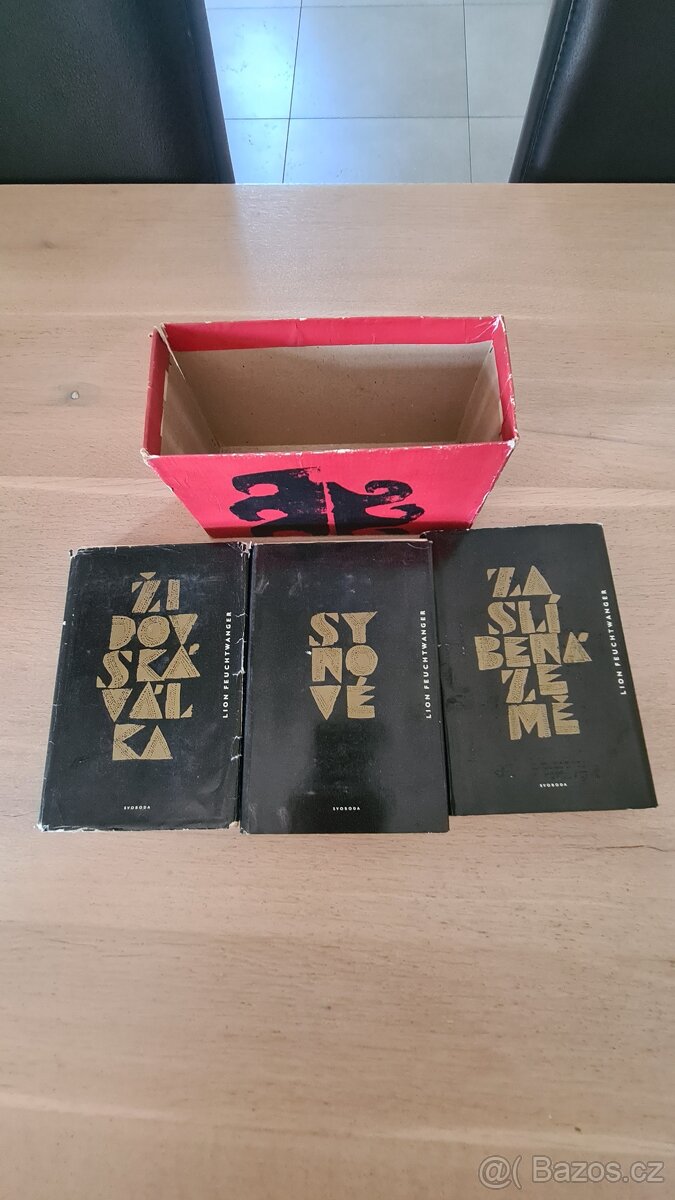 ŽI
DOV
SKÁ
VÁL
KA
LION FEUCHTWANGER
SVOBODA
SY
NO
VÉ
LION FEUCHTWANGER
SVOBODA
ZA
SLÍ
BENÁ
ZE
MĚ
LION FEUCHTWANGER
SVOBODA
@( Bazos.cz